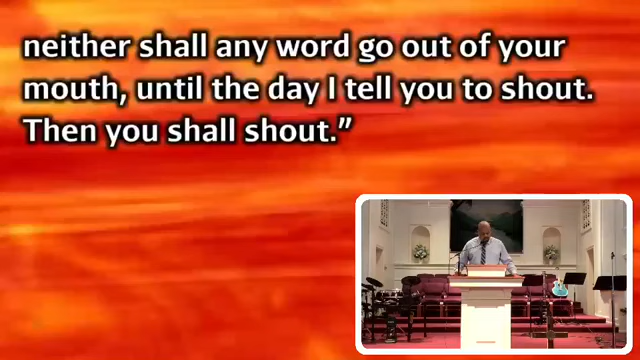 neither shall any word go out of your
mouth, until the day I tell you to shout.
Then you shall shout.”